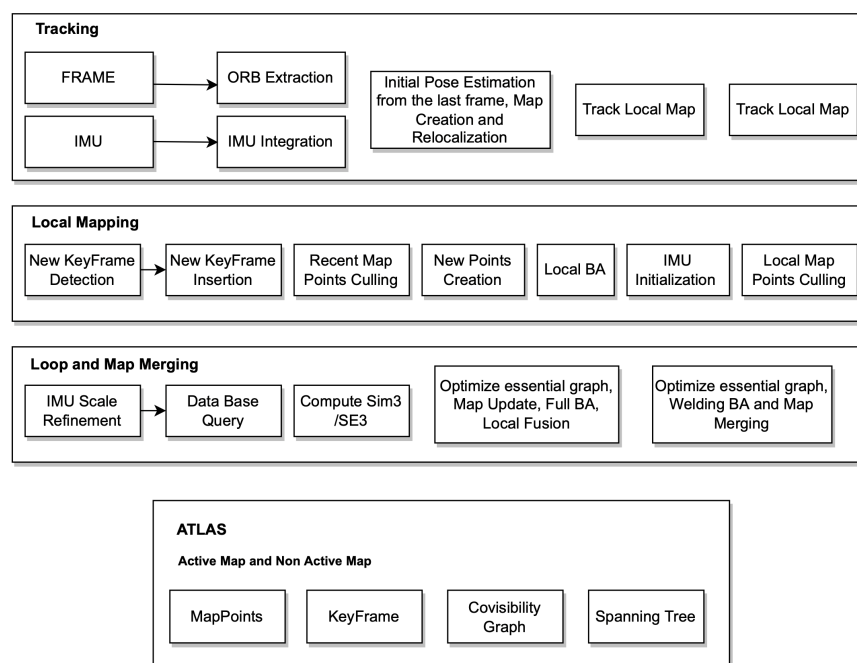 Tracking
FRAME
ORB Extraction
IMU
IMU Integration
Initial Pose Estimation
from the last frame, Map
Creation and
Relocalization
Track Local Map
Track Local Map
Local Mapping
New KeyFrame
Detection
New KeyFrame
Insertion
Recent Map
Points Culling
New Points
Creation
Local BA
IMU
Initialization
Local Map
Points Culling
Loop and Map Merging
IMU Scale
Refinement
Data Base
Query
Compute Sim3
/SE3
Optimize essential graph,
Map Update, Full BA,
Local Fusion
Optimize essential graph,
Welding BA and Map
Merging
ATLAS
Active Map and Non Active Map
MapPoints
KeyFrame
Covisibility
Graph
Spanning Tree